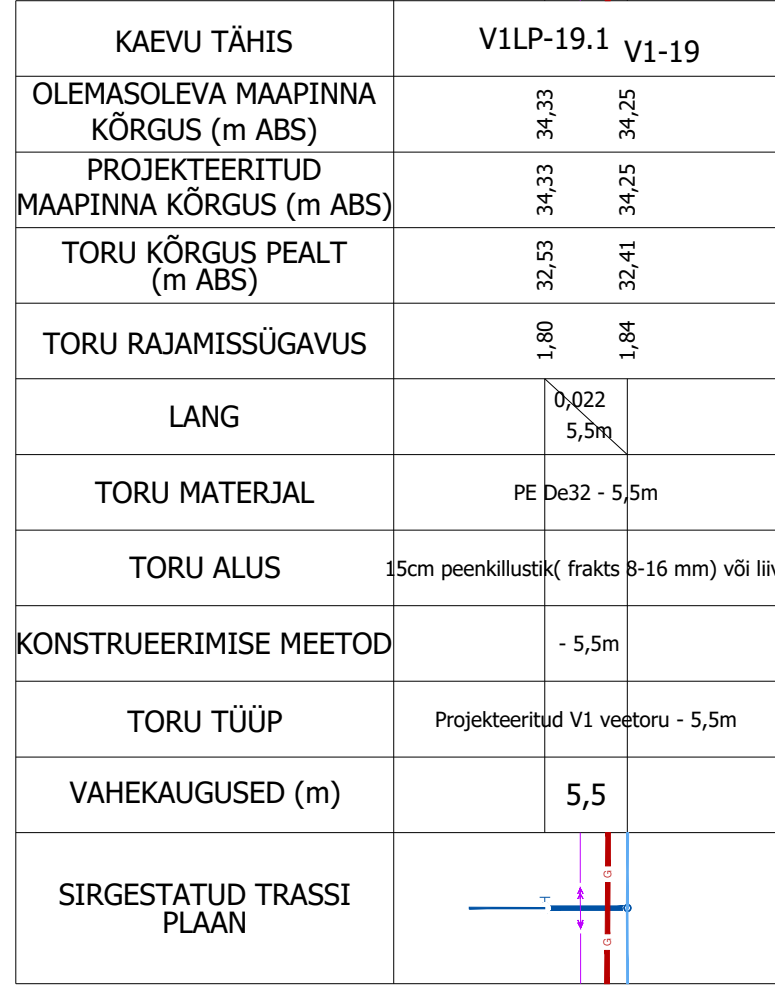 KAEVU TÄHIS
V1LP-19.1
V1-19
OLEMASOLEVA MAAPINNA
KÕRGUS (m ABS)
34,33
34,25
PROJEKTEERITUD
MAAPINNA KÕRGUS (m ABS)
34,33
34,25
TORU KÕRGUS PEALT
(m ABS)
32,53
32,41
TORU RAJAMISSÜGAVUS
1,80
1,84
LANG
0,022
5,5m
TORU MATERJAL
PE De32 - 5,5m
TORU ALUS
15cm peenkillustik( frakts 8-16 mm) või liiv
KONSTRUEERIMISE MEETOD
- 5,5m
TORU TÜÜP
Projekteeritud V1 veetoru - 5,5m
VAHEKAUGUSED (m)
5,5
SIRGESTATUD TRASSI
PLAAN
G
G